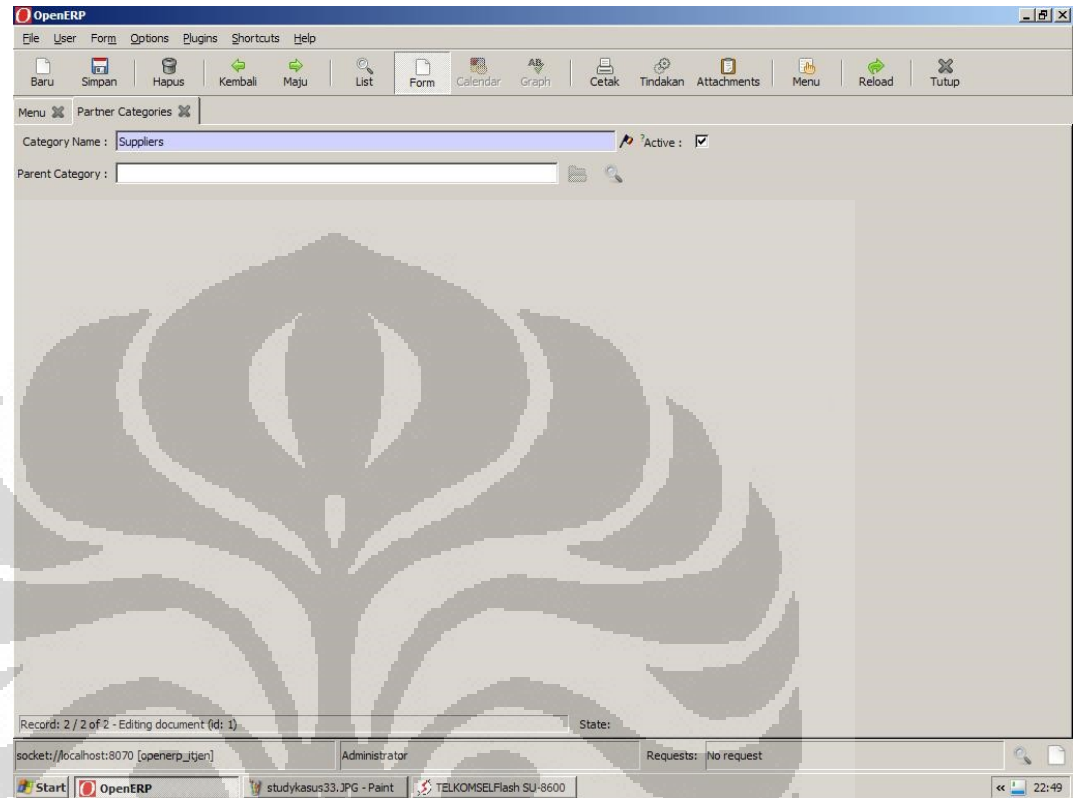 OpenERP
File User Form Options Plugins Shortcuts Help
Baru Simpan Hapus Kembali Maju List Form Calendar Graph Cetak Tindakan Attachments Menu Reload Tutup
Menu Partner Categories
Category Name : Suppliers ? Active :
Parent Category :
Record: 2 / 2 of 2 - Editing document (id: 1) State:
socket://localhost:8070 [openerp_itjen] Administrator Requests: No request
Start OpenERP studykasus33.JPG - Paint TELKOMSELFlash SU-8600 « 22:49